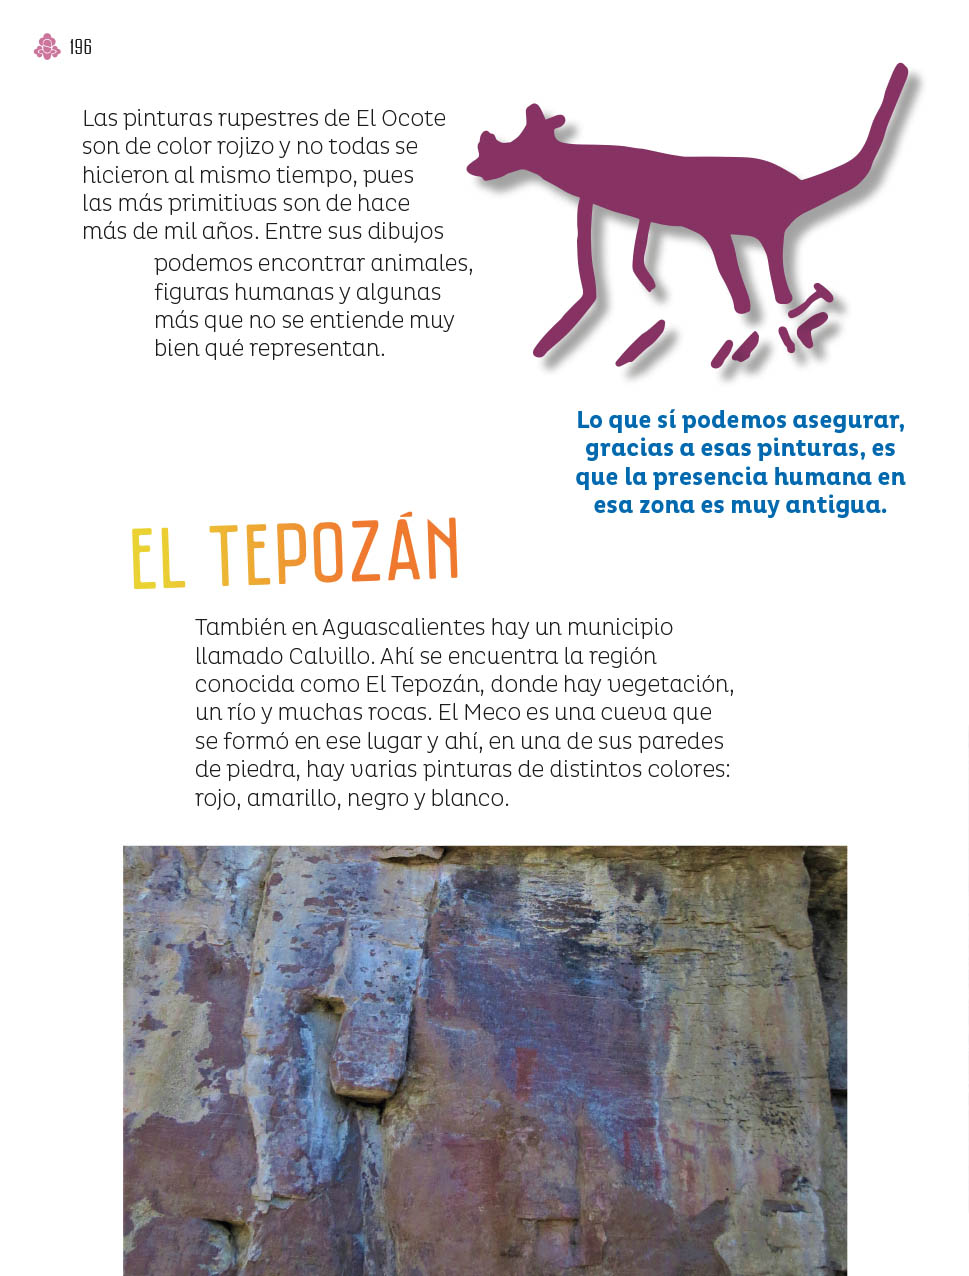 196
Las pinturas rupestres de El Ocote
son de color rojizo y no todas se
hicieron al mismo tiempo, pues
las más primitivas son de hace
más de mil años. Entre sus dibujos
podemos encontrar animales,
figuras humanas y algunas
más que no se entiende muy
bien qué representan.
Lo que sí podemos asegurar,
gracias a esas pinturas, es
que la presencia humana en
esa zona es muy antigua.
EL TEPOZÁN
También en Aguascalientes hay un municipio
llamado Calvillo. Ahí se encuentra la región
conocida como El Tepozán, donde hay vegetación,
un río y muchas rocas. El Meco es una cueva que
se formó en ese lugar y ahí, en una de sus paredes
de piedra, hay varias pinturas de distintos colores:
rojo, amarillo, negro y blanco.